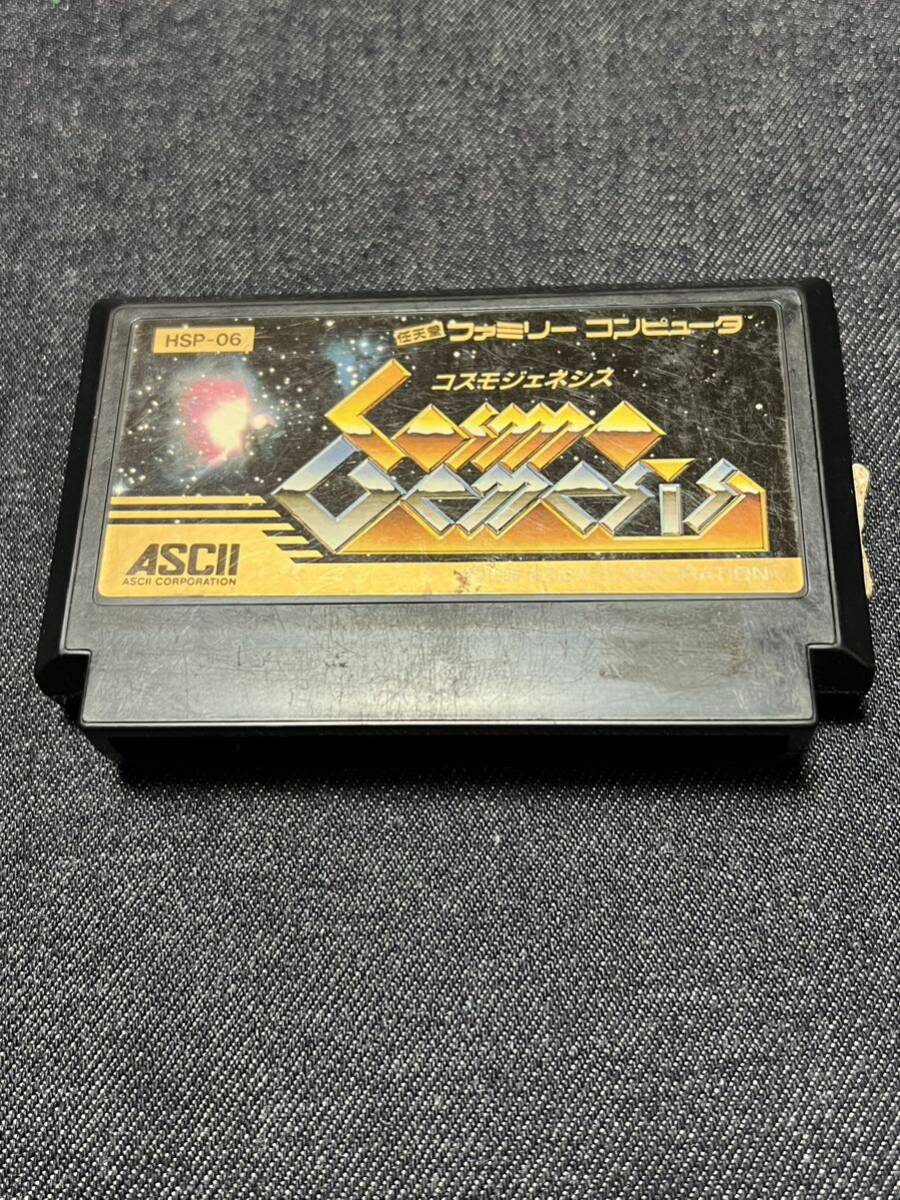 HSP-06
任天堂 ファミリー コンピュータ
コスモジェネシス
Cosmo
Genesis
ASCII
ASCII CORPORATION